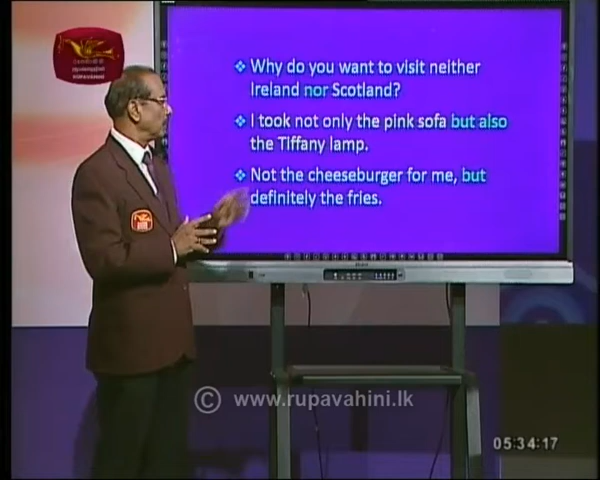 RUPAVAHINI
❖ Why do you want to visit neither
Ireland nor Scotland?
❖ I took not only the pink sofa but also
the Tiffany lamp.
❖ Not the cheeseburger for me, but
definitely the fries.
© www.rupavahini.lk
05:34:17